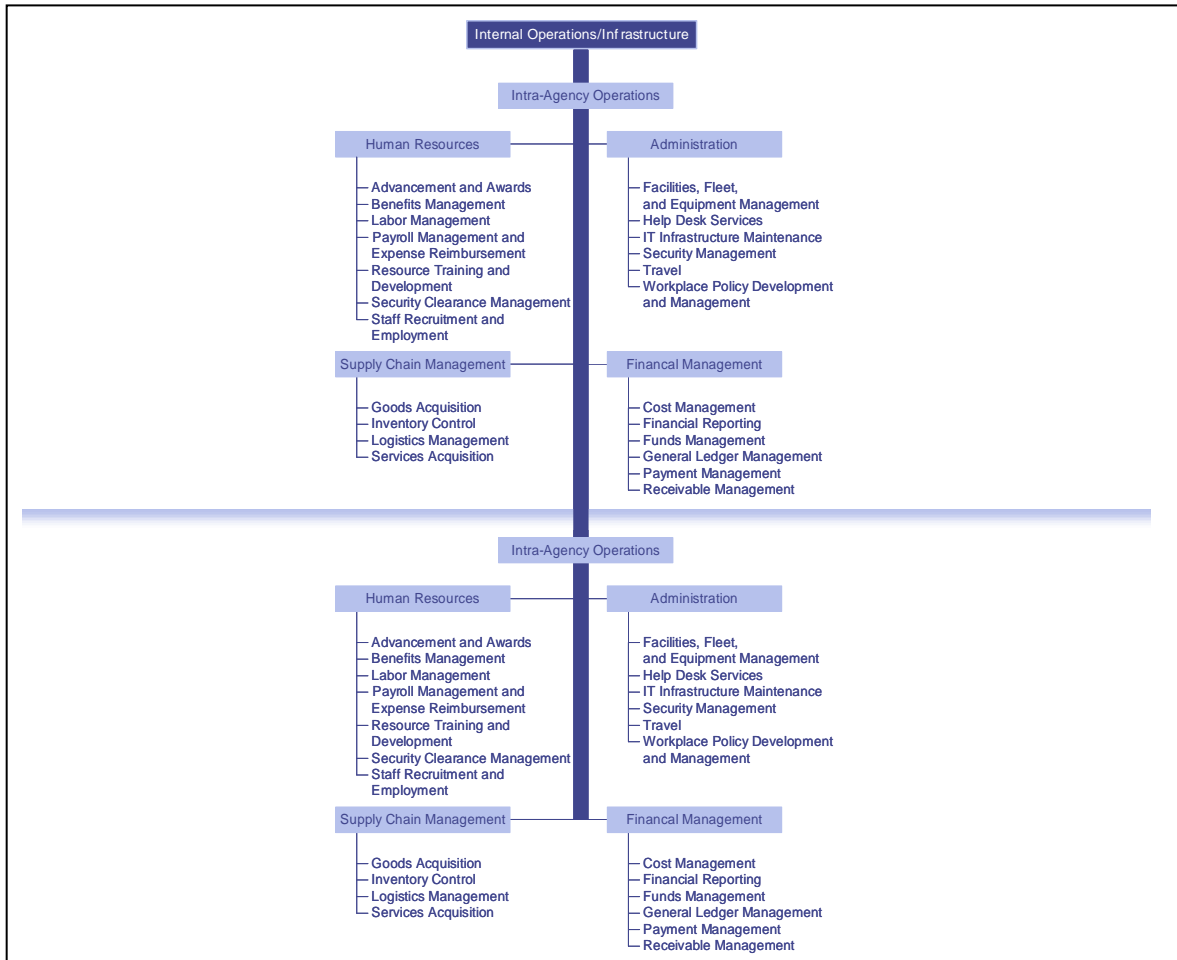 Internal Operations/Infrastructure
Intra-Agency Operations
Human Resources
Advancement and Awards
Benefits Management
Labor Management
Payroll Management and
Expense Reimbursement
Resource Training and
Development
Security Clearance Management
Staff Recruitment and
Employment
Administration
Facilities, Fleet,
and Equipment Management
Help Desk Services
IT Infrastructure Maintenance
Security Management
Travel
Workplace Policy Development
and Management
Supply Chain Management
Goods Acquisition
Inventory Control
Logistics Management
Services Acquisition
Financal Management
Cost Management
Financial Reporting
Funds Management
General Ledger Management
Payment Management
Receivable Management
Intra-Agency Operations
Human Resources
Advancement and Awards
Benefits Management
Labor Management
Payroll Management and
Expense Reimbursement
Resource Training and
Development
Security Clearance Management
Staff Recruitment and
Employment
Administration
Facilities, Fleet,
and Equipment Management
Help Desk Services
IT Infrastructure Maintenance
Security Management
Travel
Workplace Policy Development
and Management
Supply Chain Management
Goods Acquisition
Inventory Control
Logistics Management
Services Acquisition
Financal Management
Cost Management
Financial Reporting
Funds Management
General Ledger Management
Payment Management
Receivable Management